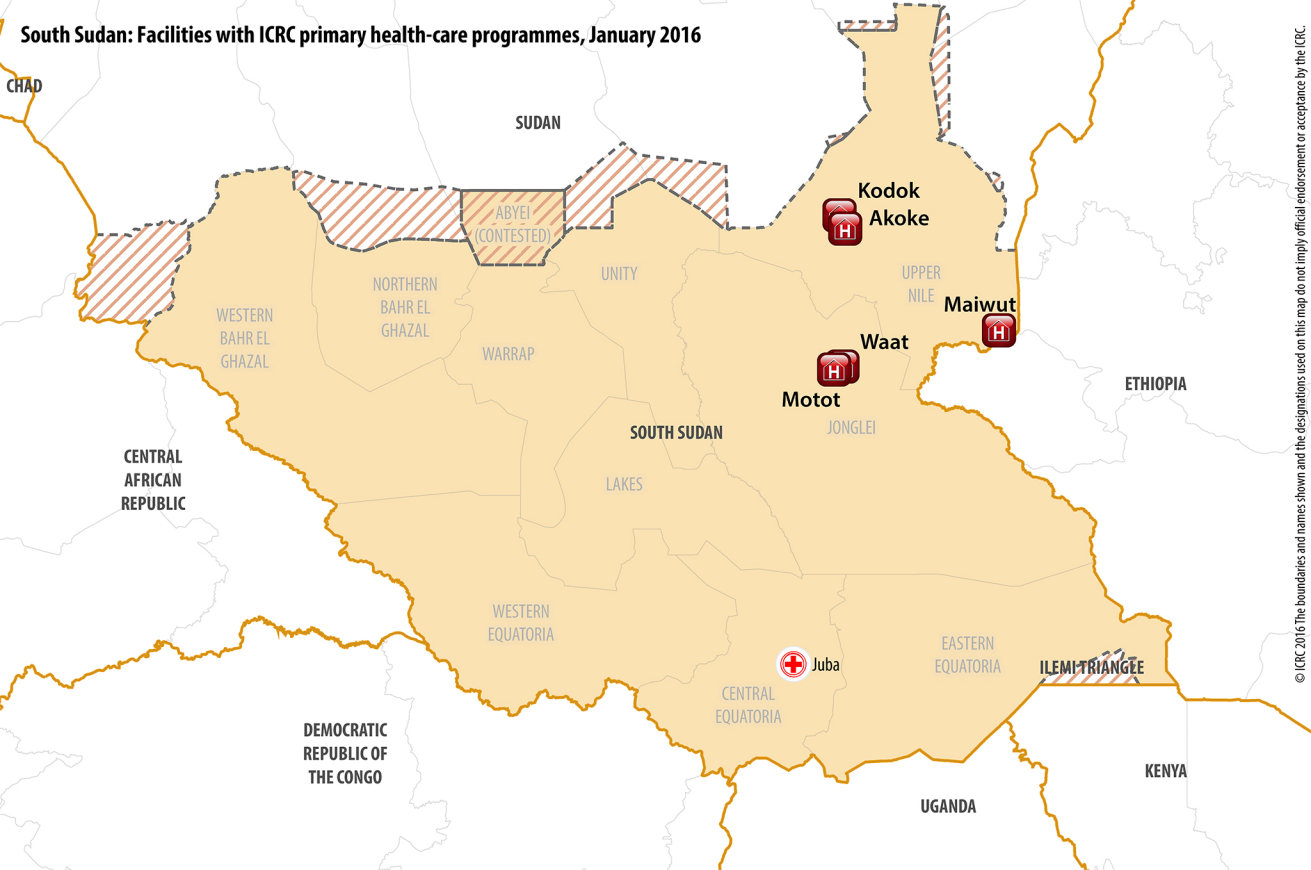 South Sudan: Facilities with ICRC primary health-care programmes, January 2016
CHAD
SUDAN
Kodok
Akoke
H
ABYEI
(CONTESTED)
UNITY
UPPER
NILE
NORTHERN
BAHR EL
GHAZAL
Maiwut
H
WESTERN
BAHR EL
GHAZAL
WARRAP
Waat
H
Motot
ETHIOPIA
JONGLEI
SOUTH SUDAN
LAKES
CENTRAL
AFRICAN
REPUBLIC
WESTERN
EQUATORIA
EASTERN
EQUATORIA
ILEMI TRIANGLE
Juba
CENTRAL
EQUATORIA
DEMOCRATIC
REPUBLIC OF
THE CONGO
KENYA
UGANDA
© ICRC 2016 The boundaries and names shown and the designations used on this map do not imply official endorsement or acceptance by the ICRC.